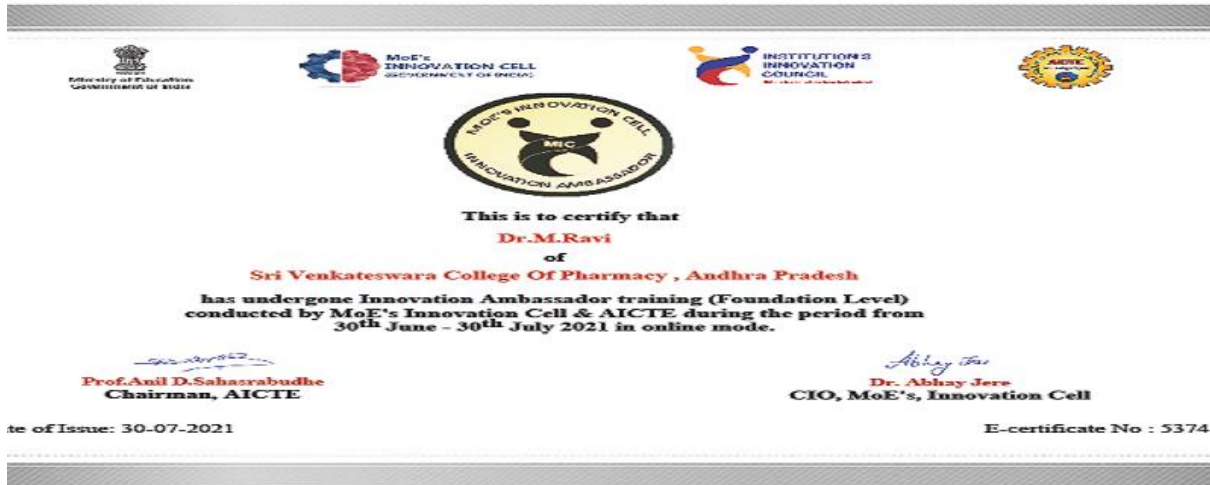 Ministry of Education
Government of India
MoE's
INNOVATION CELL
(GOVERNMENT OF INDIA)
INSTITUTION'S
INNOVATION
COUNCIL
AICTE
MOE'S INNOVATION CELL
MIC
INNOVATION AMBASSADOR
This is to certify that
Dr.M.Ravi
of
Sri Venkateswara College Of Pharmacy , Andhra Pradesh
has undergone Innovation Ambassador training (Foundation Level)
conducted by MoE's Innovation Cell & AICTE during the period from
30th June - 30th July 2021 in online mode.
Abhay Jere
Prof.Anil D.Sahasrabudhe
Dr. Abhay Jere
Chairman, AICTE
CIO, MoE's, Innovation Cell
te of Issue: 30-07-2021
E-certificate No : 5374